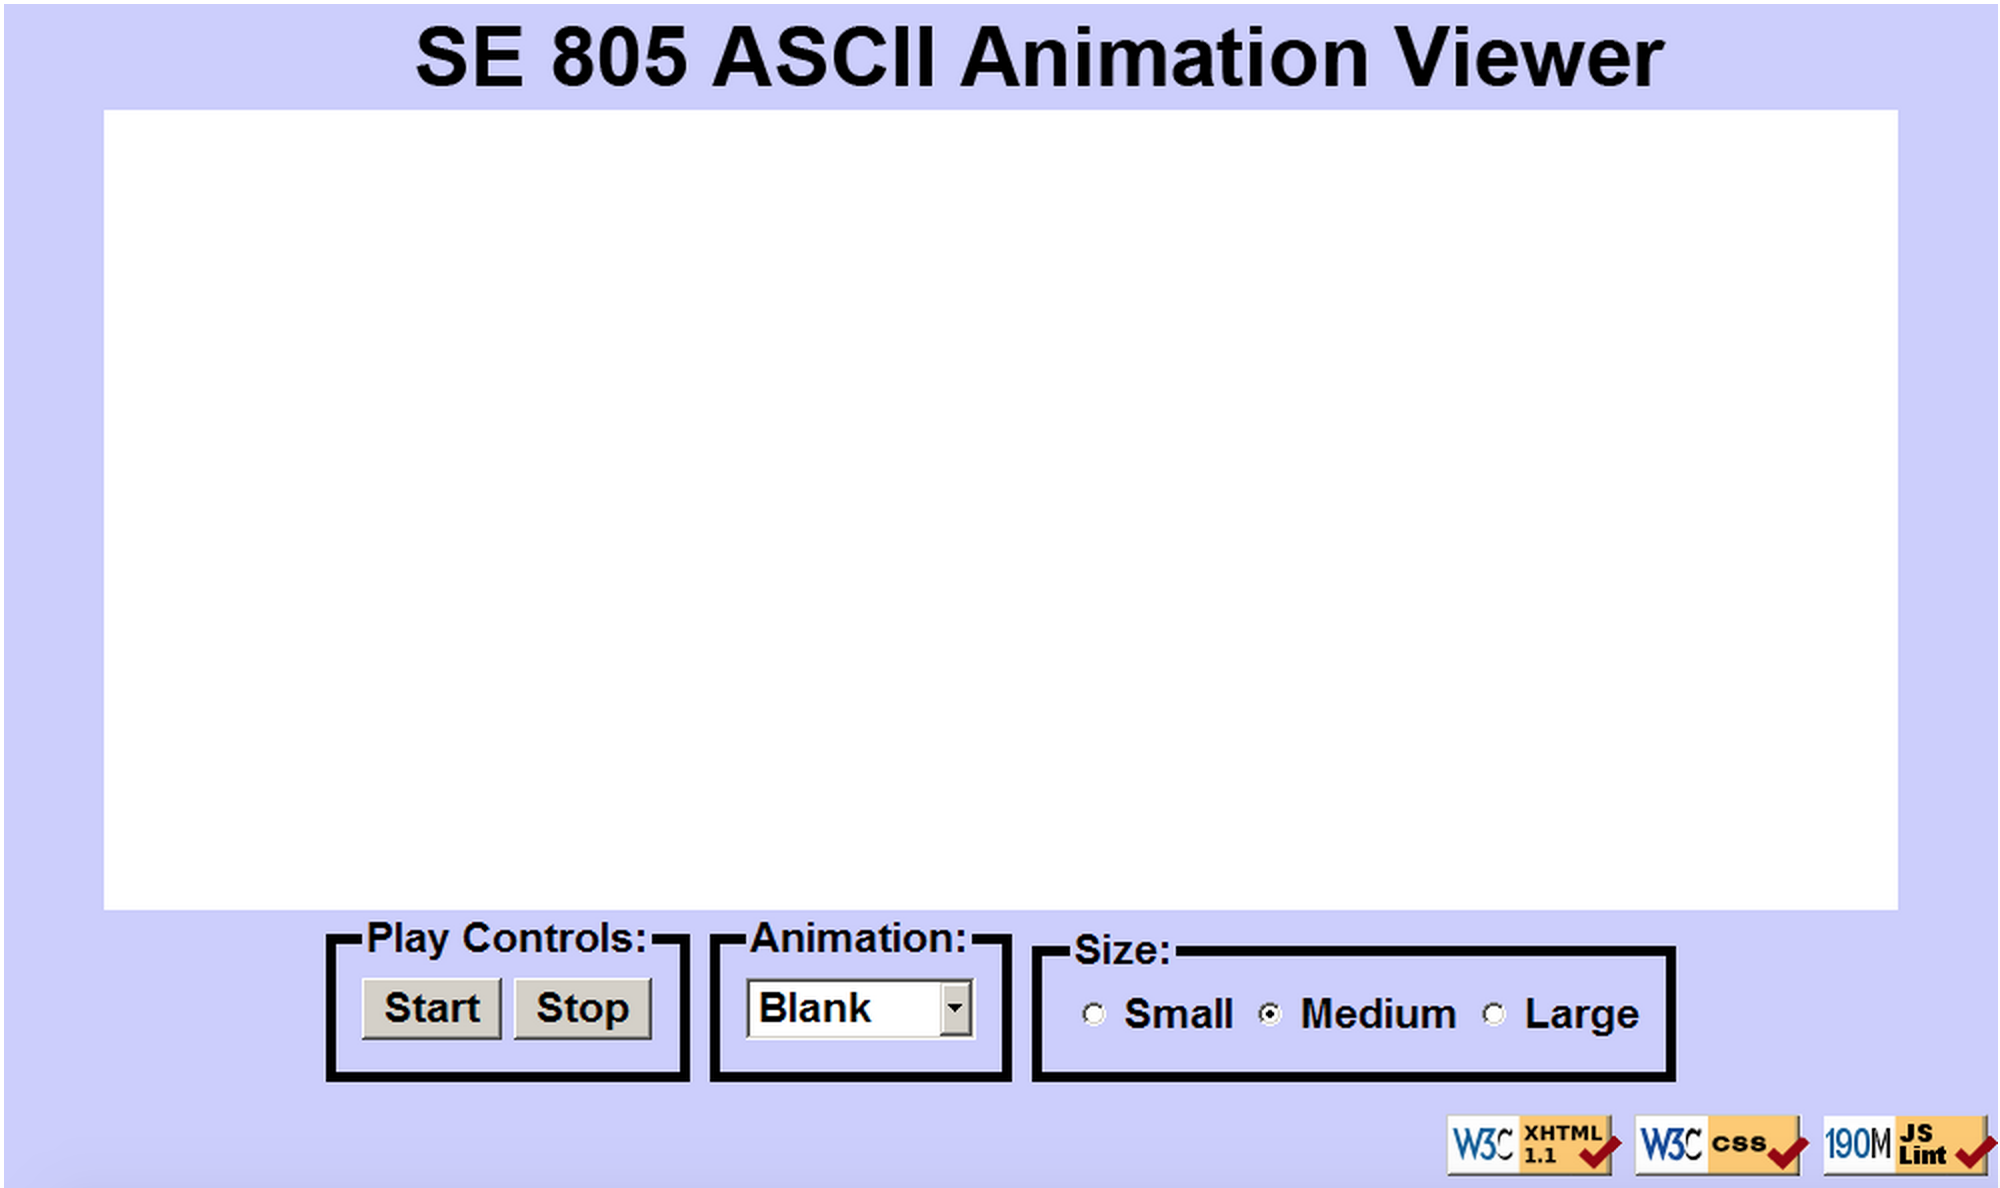 SE 805 ASCII Animation Viewer
Play Controls:
Animation:
Size:
Start
Stop
Blank
Small
Medium
Large
W3C XHTML 1.1
W3C css
190M JS Lint